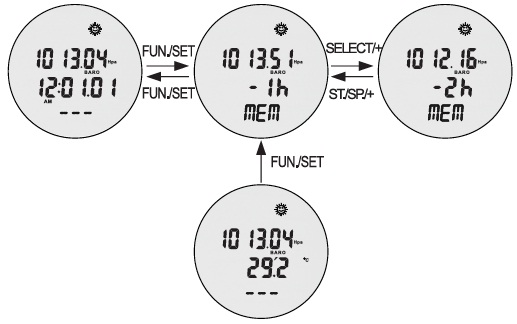 1013.04 Hpa
BARO
12:01.01
AM
---
FUN./SET
FUN./SET
1013.51 Hpa
BARO
-1h
MEM
SELECT/+
ST./SP./+
1012.16 Hpa
BARO
-2h
MEM
FUN./SET
1013.04 Hpa
BARO
29.2 °C
---